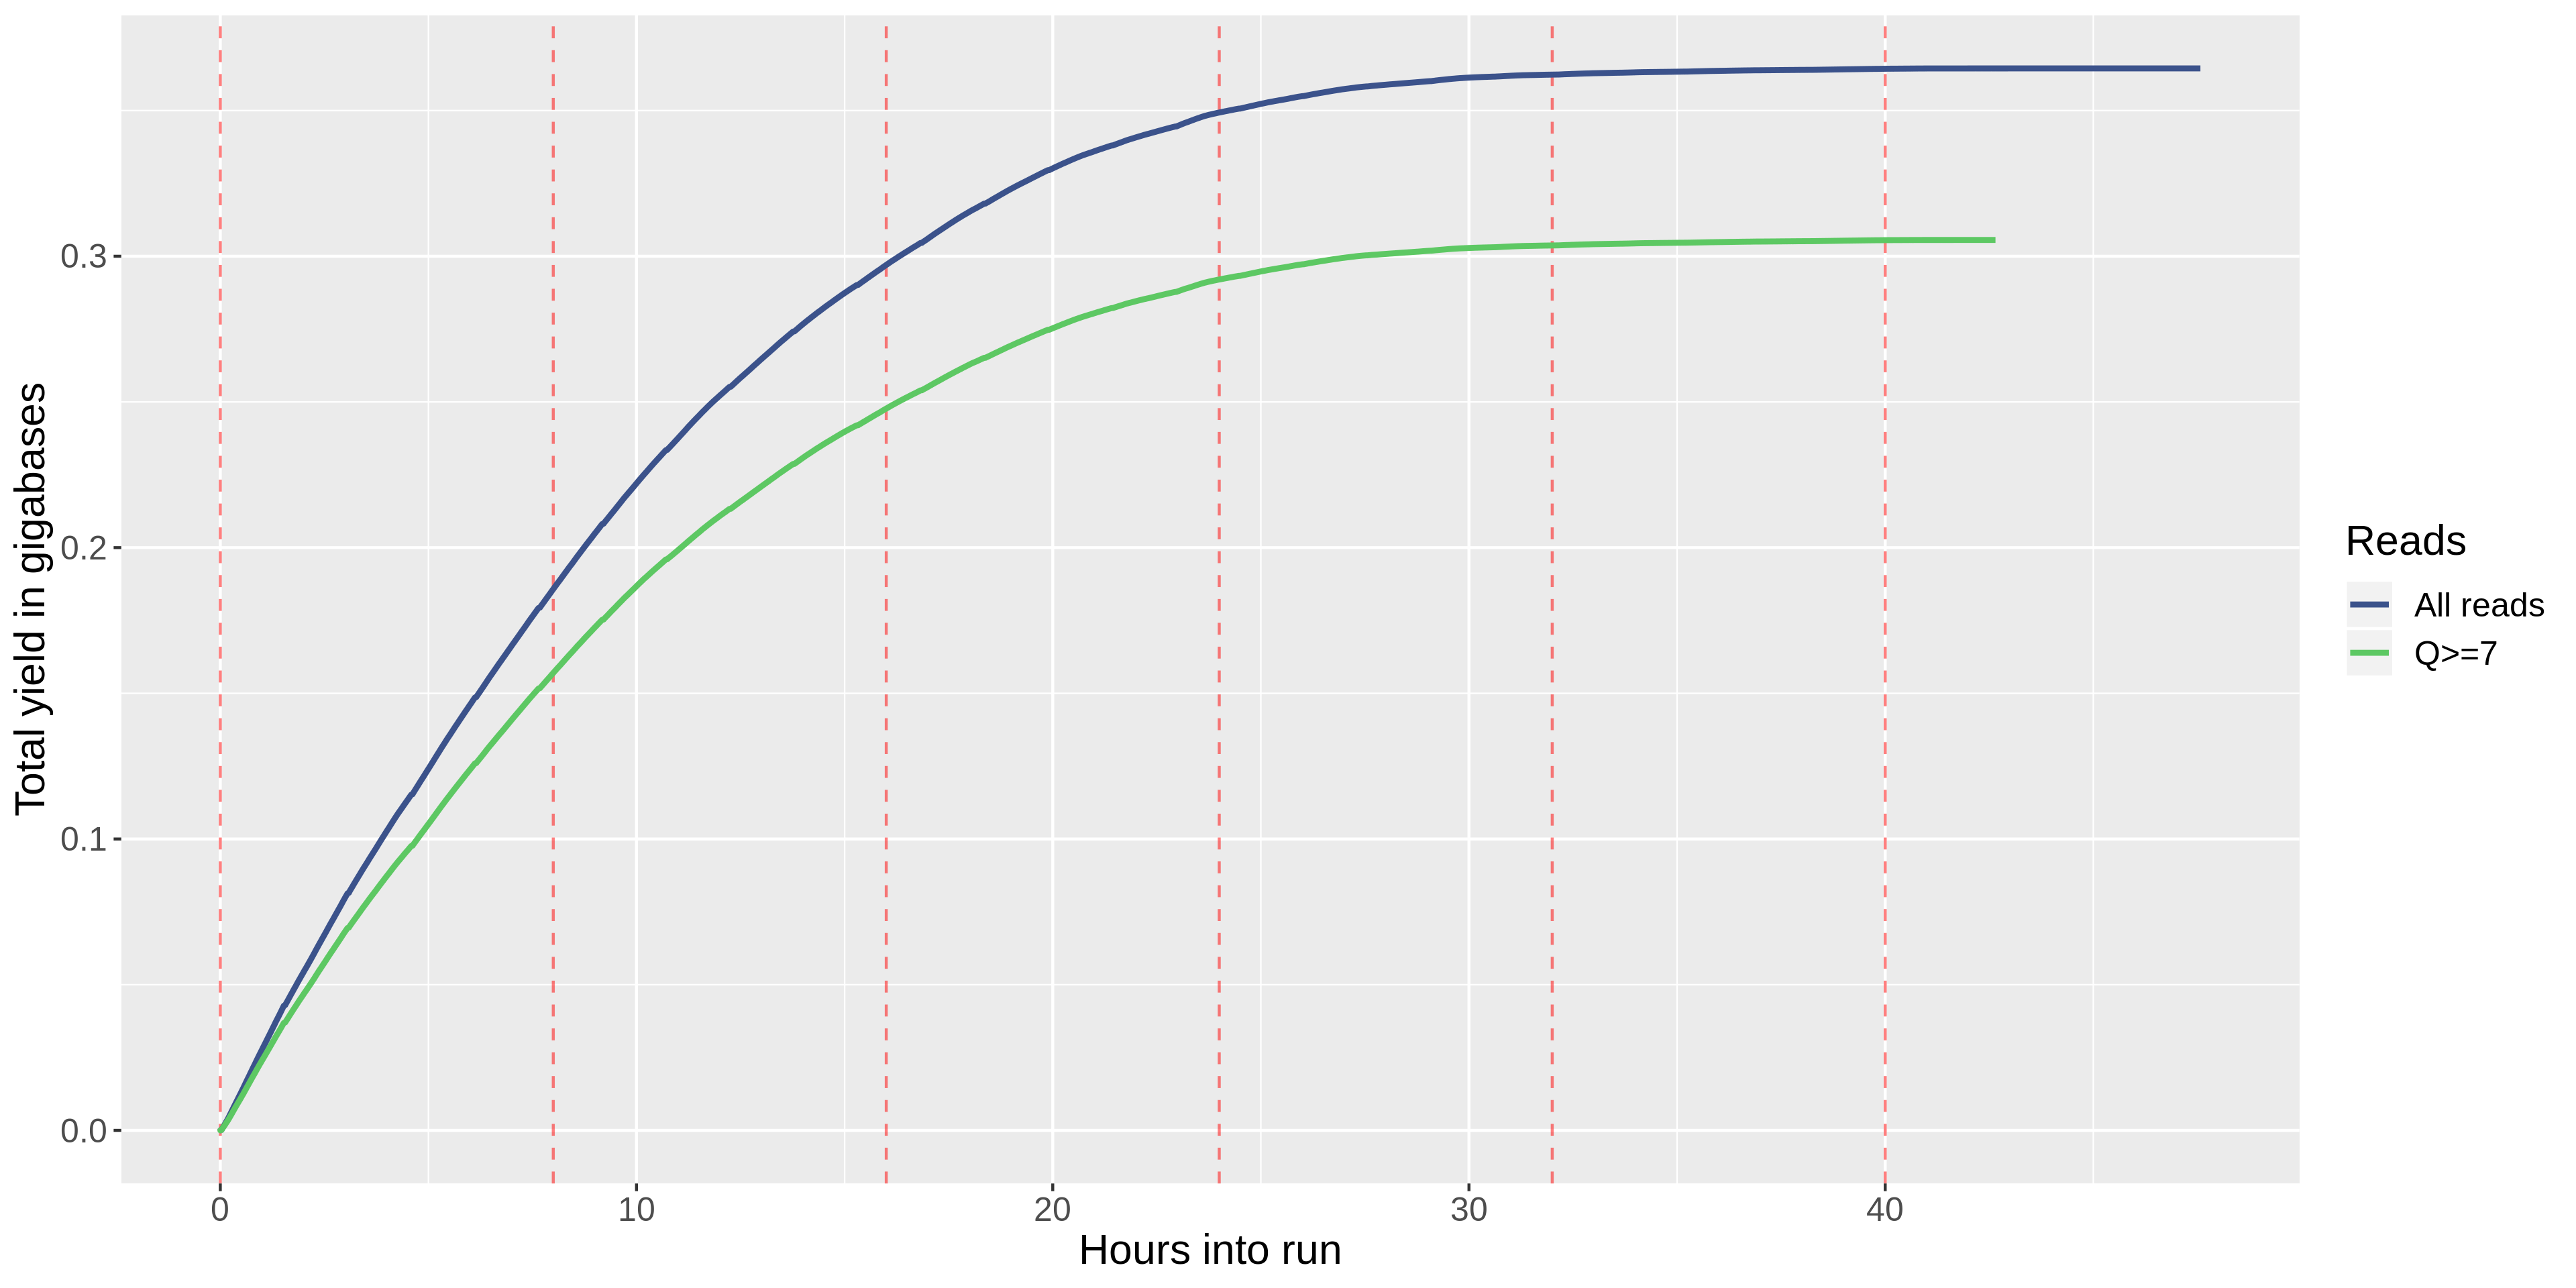 Total yield in gigabases
0.3
0.2
0.1
0.0
0 10 20 30 40
Hours into run
Reads
All reads
Q>=7